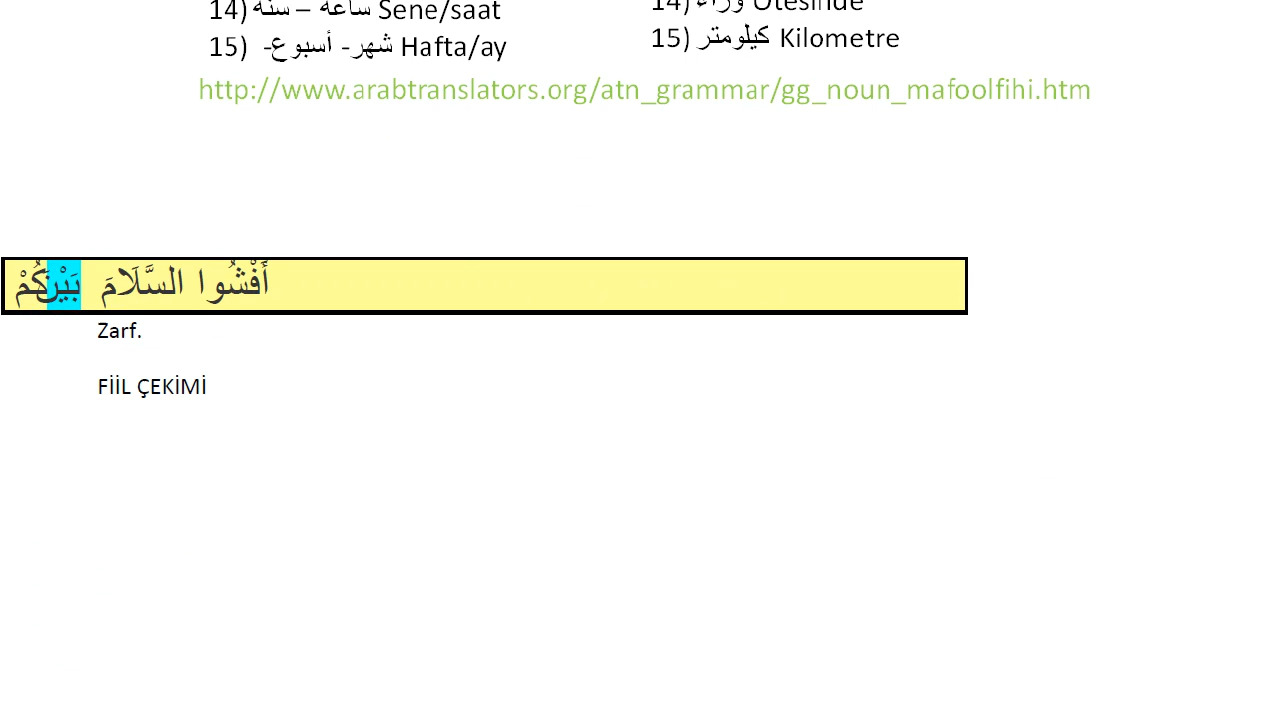 14) ساعة – سنة Sene/saat
14) وراء Ötesinde
15) شهر- أسبوع- Hafta/ay
15) كيلومتر Kilometre
http://www.arabtranslators.org/atn_grammar/gg_noun_mafoolfihi.htm
أَفْشُوا السَّلَامَ بَيْنَكُمْ
Zarf.
FİİL ÇEKİMİ